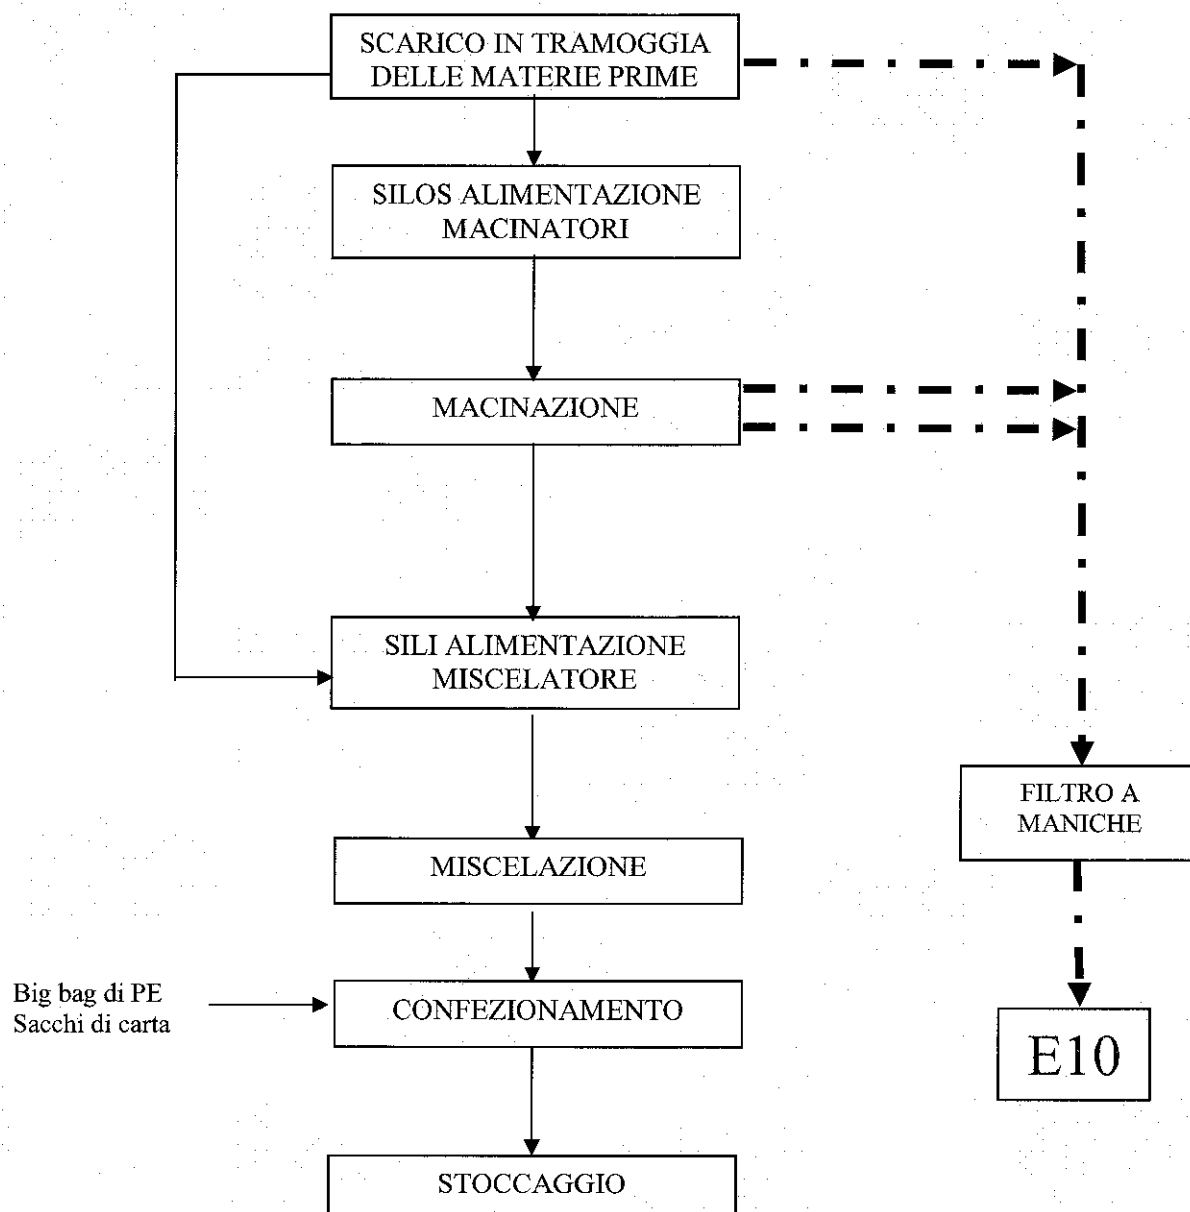 SCARICO IN TRAMOGGIA
DELLE MATERIE PRIME
SILOS ALIMENTAZIONE
MACINATORI
MACINAZIONE
SILI ALIMENTAZIONE
MISCELATORE
FILTRO A
MANICHE
MISCELAZIONE
Big bag di PE
Sacchi di carta
CONFEZIONAMENTO
E10
STOCCAGGIO